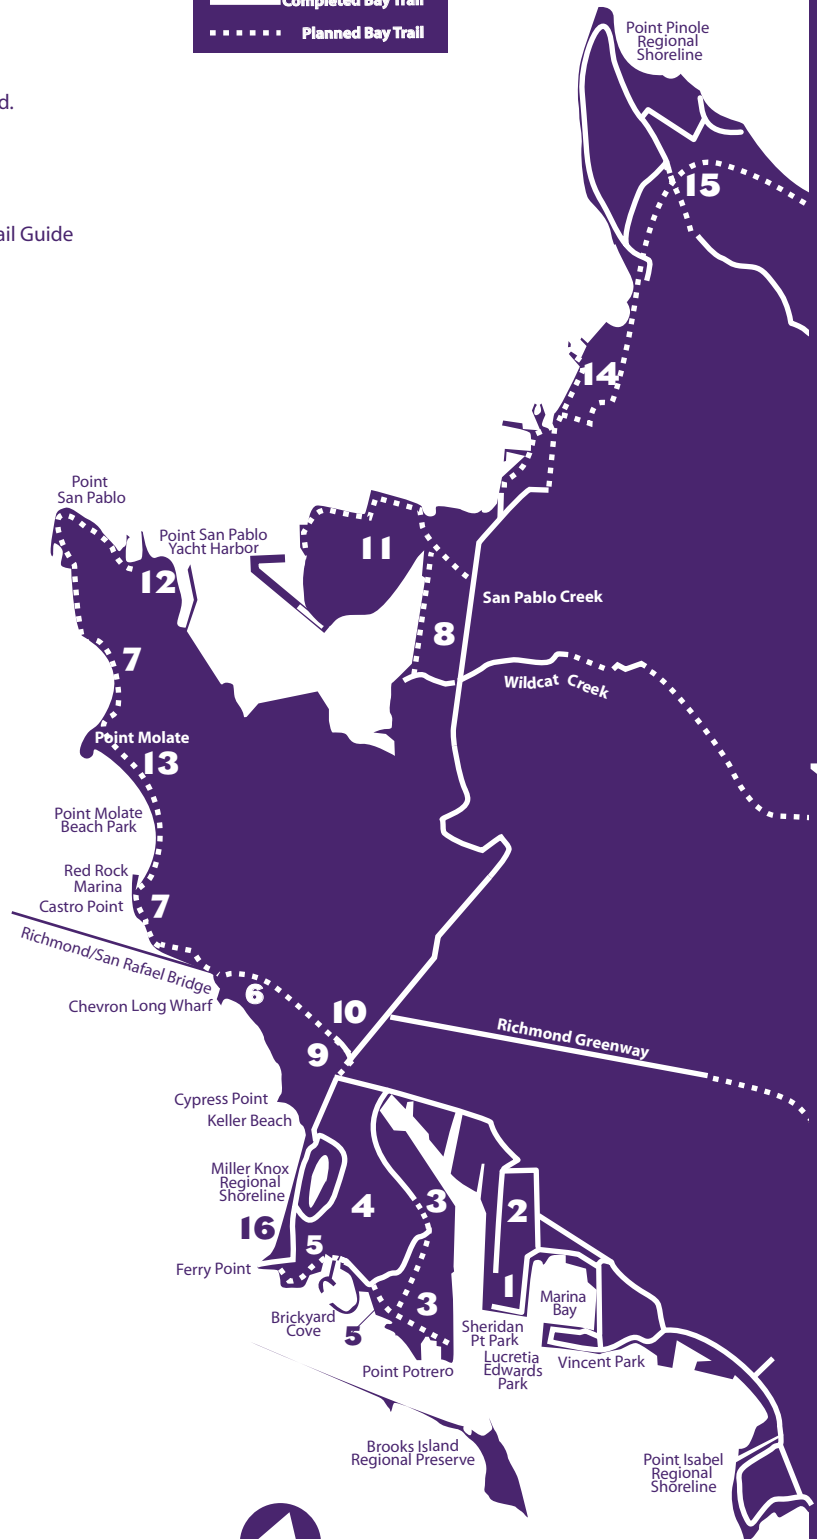 Completed Bay Trail
Planned Bay Trail
d.
ail Guide
Point Pinole
Regional
Shoreline
15
14
Point
San Pablo
Point San Pablo
Yacht Harbor
11
12
San Pablo Creek
8
7
Wildcat Creek
Point Molate
13
Point Molate
Beach Park
Red Rock
Marina
Castro Point
7
Richmond/San Rafael Bridge
6
Chevron Long Wharf
10
Richmond Greenway
9
Cypress Point
Keller Beach
Miller Knox
Regional
Shoreline
3
4
2
16
5
Ferry Point
1
3
Marina
Bay
Brickyard
Cove
5
Sheridan
Pt Park
Lucretia
Edwards
Park
Vincent Park
Point Potrero
Brooks Island
Regional Preserve
Point Isabel
Regional
Shoreline